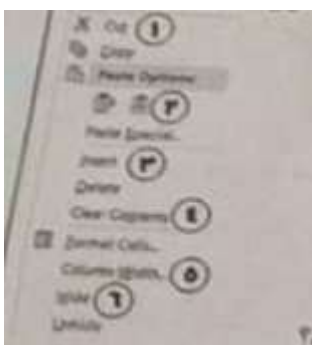 Cut ١
Copy
Paste Options:
٢
Paste Special...
Insert ٣
Delete
Clear Contents ٤
Format Cells...
Column Width... ٥
Hide ٦
Unhide